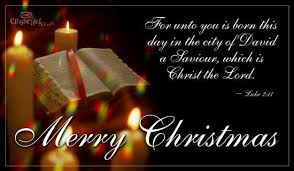 For unto you is born this
day in the city of David
a Saviour, which is
Christ the Lord.
— Luke 2:11
Merry Christmas